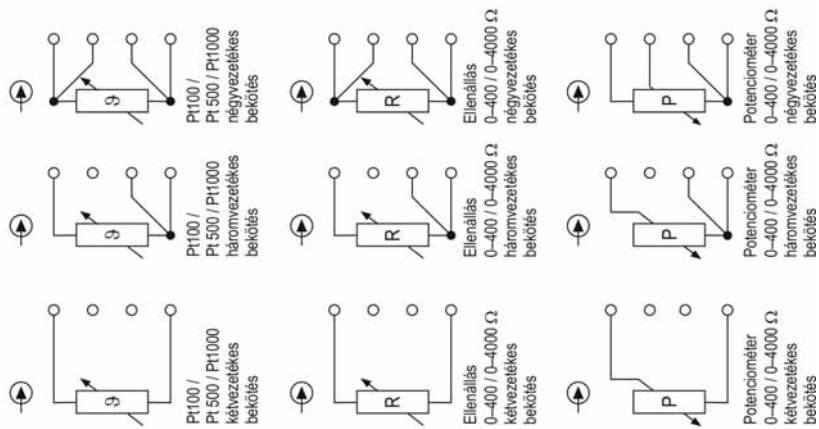 ϑ
Pt100 /
Pt 500 / Pt1000
kétvezetékes
bekötés
ϑ
Pt100 /
Pt 500 / Pt1000
háromvezetékes
bekötés
ϑ
Pt100 /
Pt 500 / Pt1000
négyvezetékes
bekötés
R
Ellenállás
0–400 / 0–4000 Ω
kétvezetékes
bekötés
R
Ellenállás
0–400 / 0–4000 Ω
háromvezetékes
bekötés
R
Ellenállás
0–400 / 0–4000 Ω
négyvezetékes
bekötés
P
Potenciométer
0–400 / 0–4000 Ω
kétvezetékes
bekötés
P
Potenciométer
0–400 / 0–4000 Ω
háromvezetékes
bekötés
P
Potenciométer
0–400 / 0–4000 Ω
négyvezetékes
bekötés